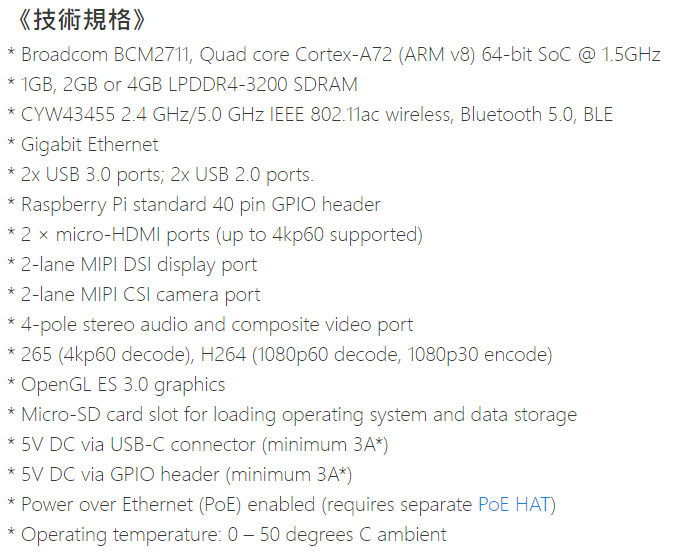 《技術規格》
* Broadcom BCM2711, Quad core Cortex-A72 (ARM v8) 64-bit SoC @ 1.5GHz
* 1GB, 2GB or 4GB LPDDR4-3200 SDRAM
* CYW43455 2.4 GHz/5.0 GHz IEEE 802.11ac wireless, Bluetooth 5.0, BLE
* Gigabit Ethernet
* 2x USB 3.0 ports; 2x USB 2.0 ports.
* Raspberry Pi standard 40 pin GPIO header
* 2 × micro-HDMI ports (up to 4kp60 supported)
* 2-lane MIPI DSI display port
* 2-lane MIPI CSI camera port
* 4-pole stereo audio and composite video port
* 265 (4kp60 decode), H264 (1080p60 decode, 1080p30 encode)
* OpenGL ES 3.0 graphics
* Micro-SD card slot for loading operating system and data storage
* 5V DC via USB-C connector (minimum 3A*)
* 5V DC via GPIO header (minimum 3A*)
* Power over Ethernet (PoE) enabled (requires separate PoE HAT)
* Operating temperature: 0 – 50 degrees C ambient